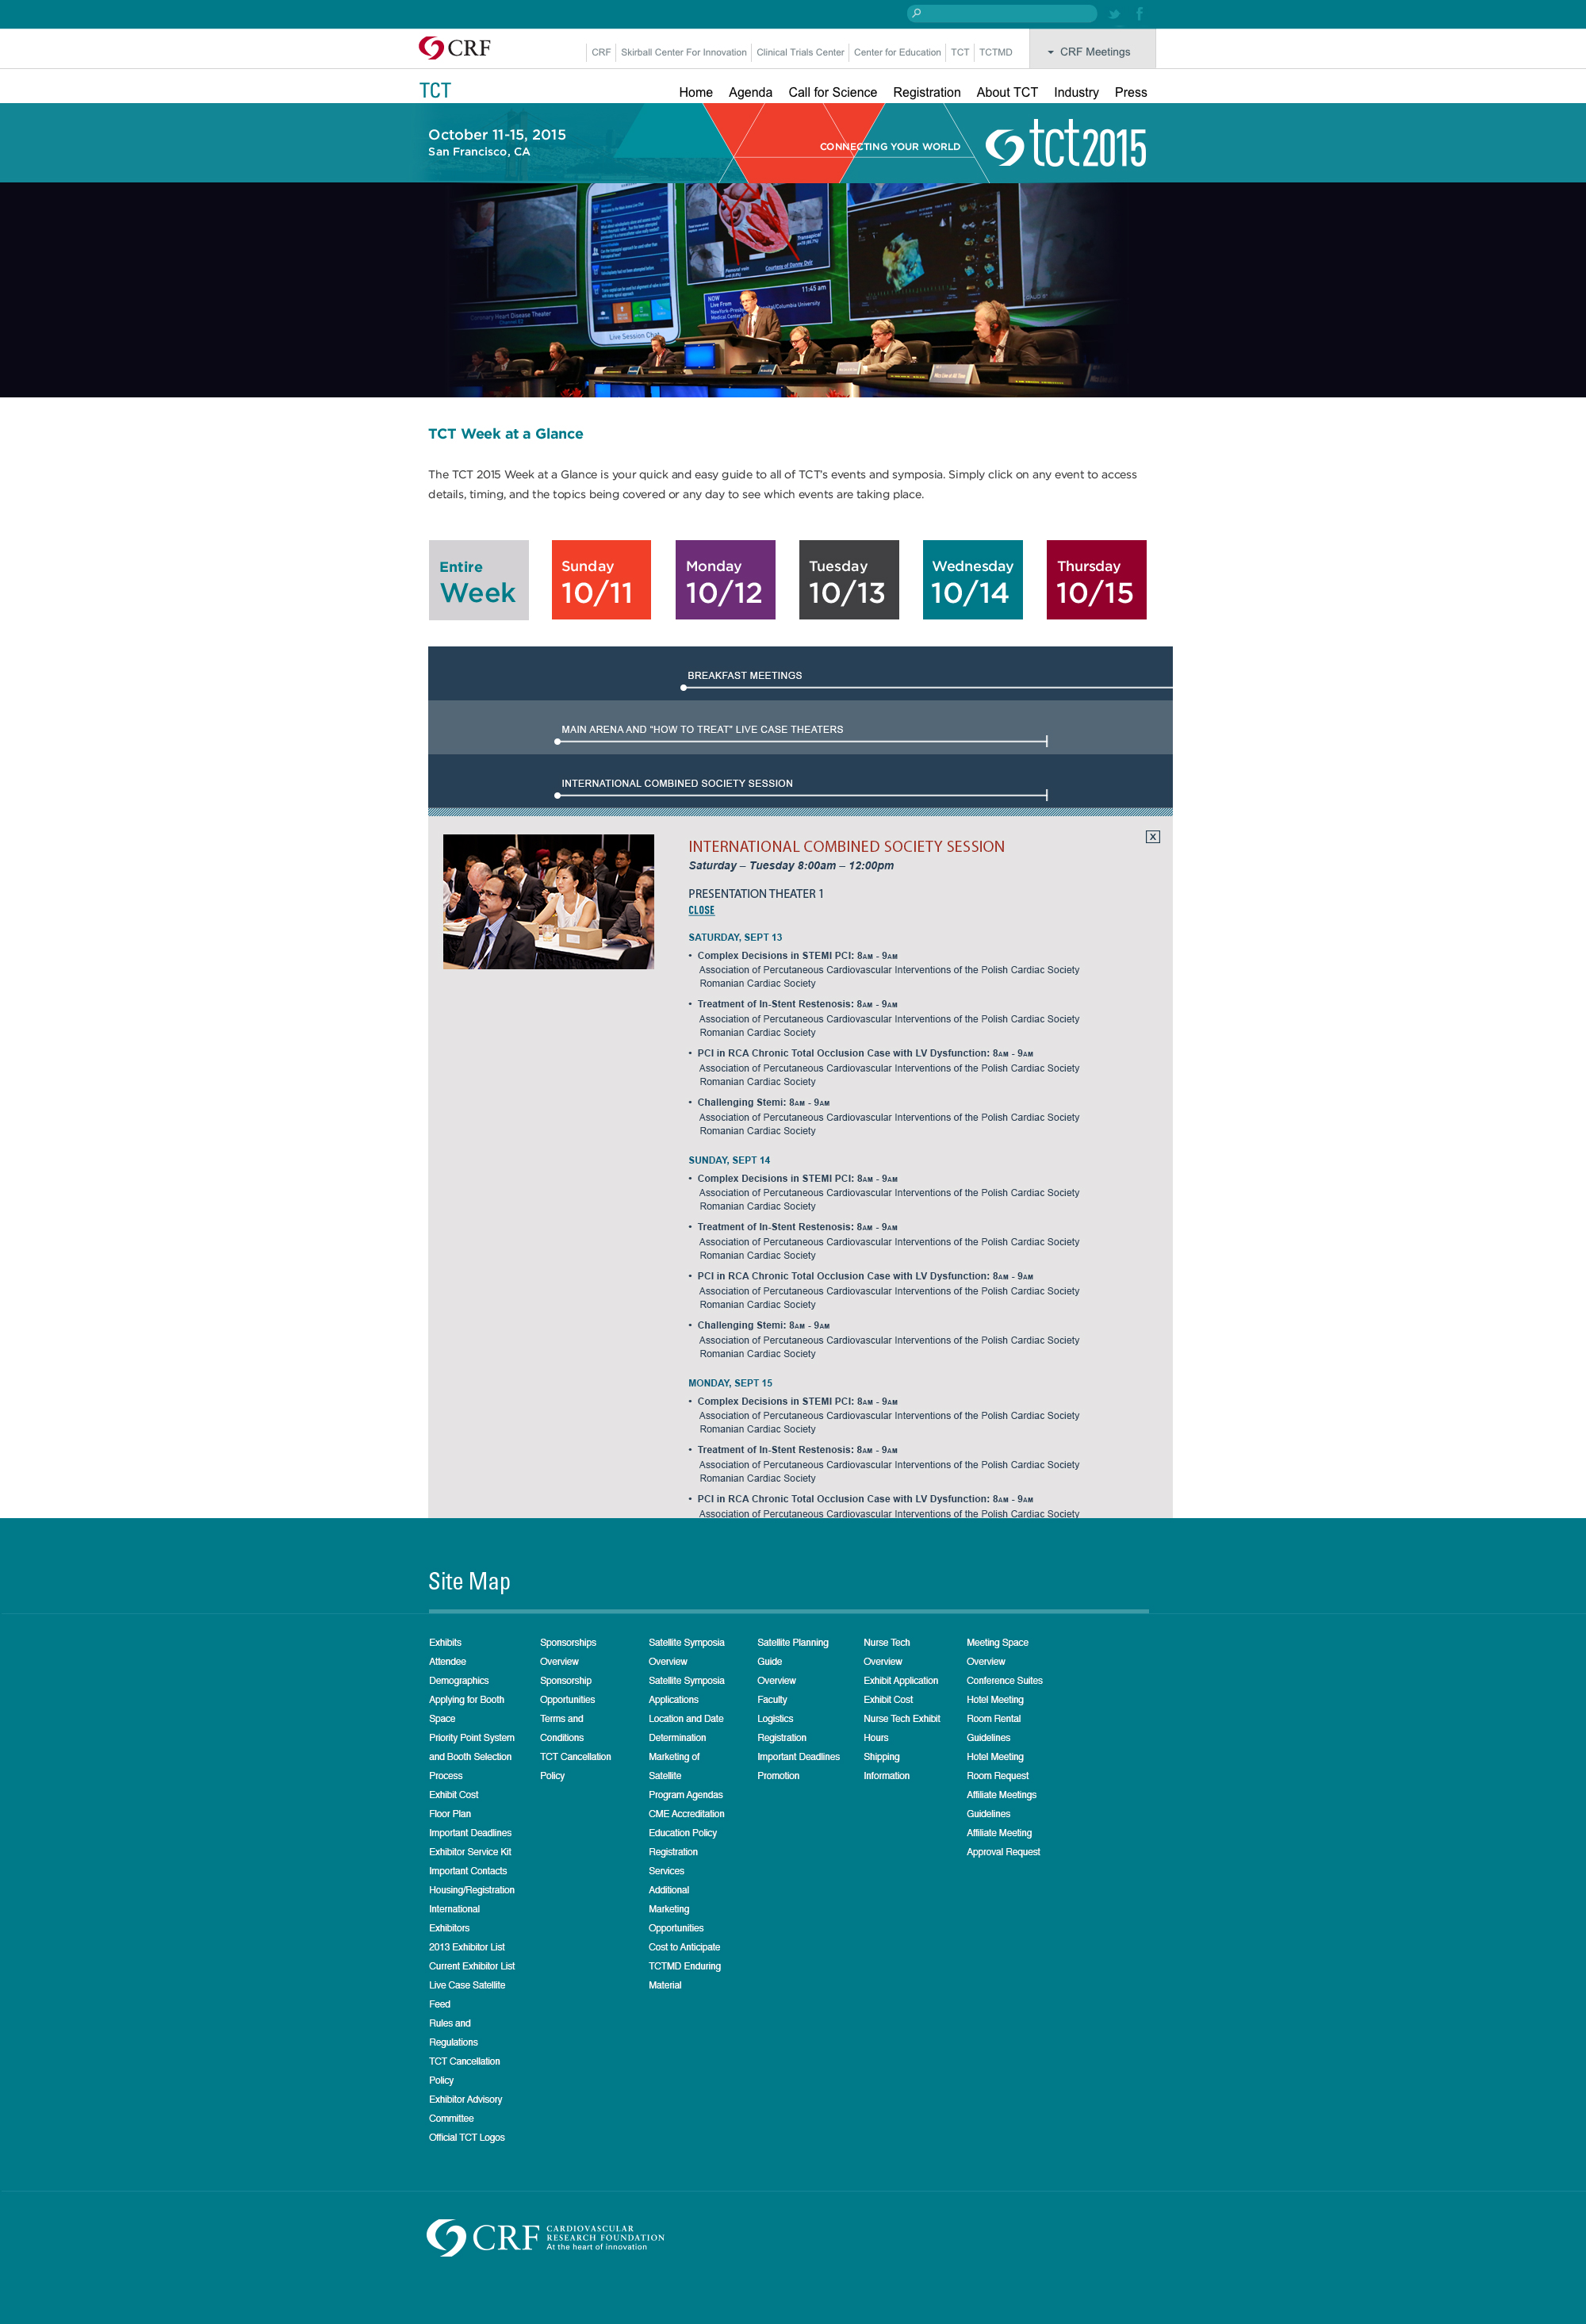 CRF
CRF
Skirball Center For Innovation
Clinical Trials Center
Center for Education
TCT
TCTMD
CRF Meetings
TCT
Home
Agenda
Call for Science
Registration
About TCT
Industry
Press
October 11-15, 2015
San Francisco, CA
CONNECTING YOUR WORLD
tct2015
Coronary Heart Disease Theater
Live Session Chat
11:45 am
NOW
Live From
Medical Center
Transapical
TCT Week at a Glance
The TCT 2015 Week at a Glance is your quick and easy guide to all of TCT's events and symposia. Simply click on any event to access
details, timing, and the topics being covered or any day to see which events are taking place.
Entire
Week
Sunday
10/11
Monday
10/12
Tuesday
10/13
Wednesday
10/14
Thursday
10/15
BREAKFAST MEETINGS
MAIN ARENA AND “HOW TO TREAT” LIVE CASE THEATERS
INTERNATIONAL COMBINED SOCIETY SESSION
X
INTERNATIONAL COMBINED SOCIETY SESSION
Saturday – Tuesday 8:00am – 12:00pm
PRESENTATION THEATER 1
CLOSE
SATURDAY, SEPT 13
• Complex Decisions in STEMI PCI: 8AM - 9AM
Association of Percutaneous Cardiovascular Interventions of the Polish Cardiac Society
Romanian Cardiac Society
• Treatment of In-Stent Restenosis: 8AM - 9AM
Association of Percutaneous Cardiovascular Interventions of the Polish Cardiac Society
Romanian Cardiac Society
• PCI in RCA Chronic Total Occlusion Case with LV Dysfunction: 8AM - 9AM
Association of Percutaneous Cardiovascular Interventions of the Polish Cardiac Society
Romanian Cardiac Society
• Challenging Stemi: 8AM - 9AM
Association of Percutaneous Cardiovascular Interventions of the Polish Cardiac Society
Romanian Cardiac Society
SUNDAY, SEPT 14
• Complex Decisions in STEMI PCI: 8AM - 9AM
Association of Percutaneous Cardiovascular Interventions of the Polish Cardiac Society
Romanian Cardiac Society
• Treatment of In-Stent Restenosis: 8AM - 9AM
Association of Percutaneous Cardiovascular Interventions of the Polish Cardiac Society
Romanian Cardiac Society
• PCI in RCA Chronic Total Occlusion Case with LV Dysfunction: 8AM - 9AM
Association of Percutaneous Cardiovascular Interventions of the Polish Cardiac Society
Romanian Cardiac Society
• Challenging Stemi: 8AM - 9AM
Association of Percutaneous Cardiovascular Interventions of the Polish Cardiac Society
Romanian Cardiac Society
MONDAY, SEPT 15
• Complex Decisions in STEMI PCI: 8AM - 9AM
Association of Percutaneous Cardiovascular Interventions of the Polish Cardiac Society
Romanian Cardiac Society
• Treatment of In-Stent Restenosis: 8AM - 9AM
Association of Percutaneous Cardiovascular Interventions of the Polish Cardiac Society
Romanian Cardiac Society
• PCI in RCA Chronic Total Occlusion Case with LV Dysfunction: 8AM - 9AM
Association of Percutaneous Cardiovascular Interventions of the Polish Cardiac Society
Site Map
Exhibits
Attendee
Demographics
Applying for Booth
Space
Priority Point System
and Booth Selection
Process
Exhibit Cost
Floor Plan
Important Deadlines
Exhibitor Service Kit
Important Contacts
Housing/Registration
International
Exhibitors
2013 Exhibitor List
Current Exhibitor List
Live Case Satellite
Feed
Rules and
Regulations
TCT Cancellation
Policy
Exhibitor Advisory
Committee
Official TCT Logos
Sponsorships
Overview
Sponsorship
Opportunities
Terms and
Conditions
TCT Cancellation
Policy
Satellite Symposia
Overview
Satellite Symposia
Applications
Location and Date
Determination
Marketing of
Satellite
Program Agendas
CME Accreditation
Education Policy
Registration
Services
Additional
Marketing
Opportunities
Cost to Anticipate
TCTMD Enduring
Material
Satellite Planning
Guide
Overview
Faculty
Logistics
Registration
Important Deadlines
Promotion
Nurse Tech
Overview
Exhibit Application
Exhibit Cost
Nurse Tech Exhibit
Hours
Shipping
Information
Meeting Space
Overview
Conference Suites
Hotel Meeting
Room Rental
Guidelines
Hotel Meeting
Room Request
Affiliate Meetings
Guidelines
Affiliate Meeting
Approval Request
CRF
CARDIOVASCULAR
RESEARCH FOUNDATION
At the heart of innovation